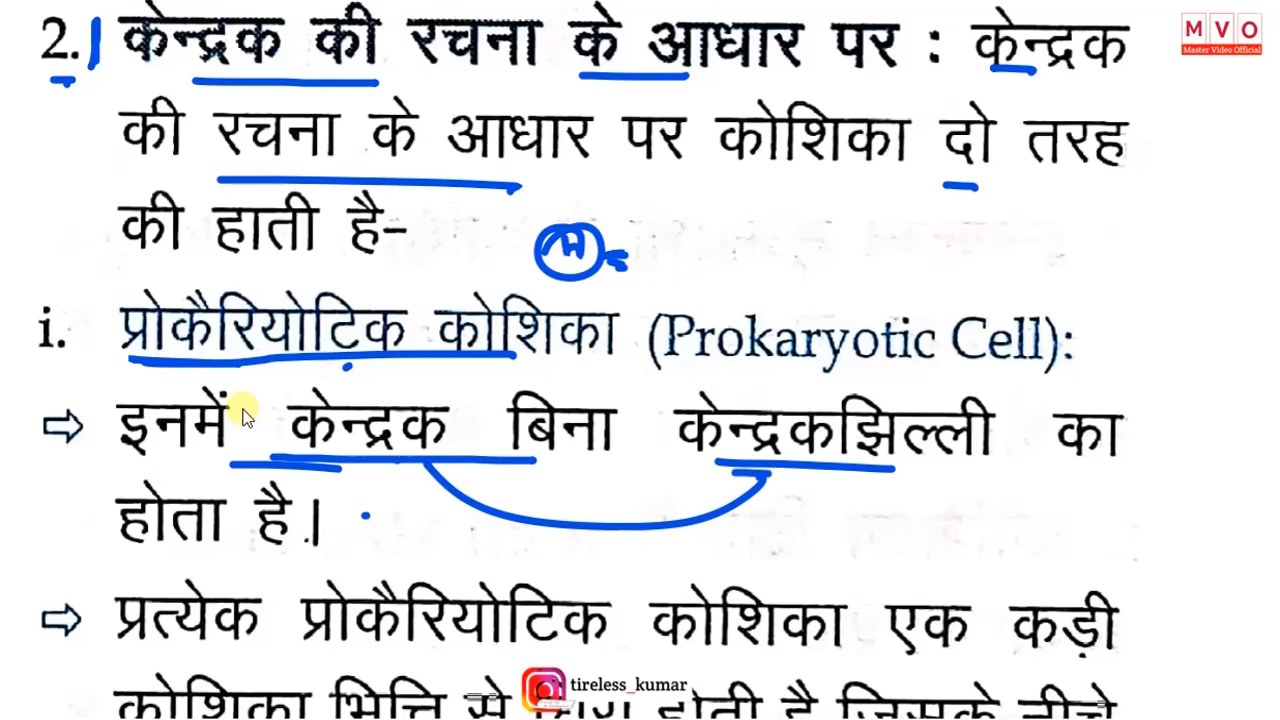 M V O
Master Video Official
2. केन्द्रक की रचना के आधार पर : केन्द्रक
की रचना के आधार पर कोशिका दो तरह
की हाती है-
i. प्रोकैरियोटिक कोशिका (Prokaryotic Cell):
⇨ इनमें केन्द्रक बिना केन्द्रकझिल्ली का
होता है।
⇨ प्रत्येक प्रोकैरियोटिक कोशिका एक कड़ी
कोशिका भित्ति से होती है जिसके नीचे
tireless_kumar